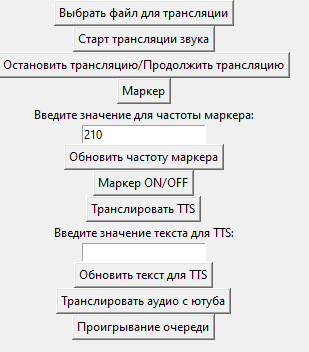 Выбрать файл для трансляции
Старт трансляции звука
Остановить трансляцию/Продолжить трансляцию
Маркер
Введите значение для частоты маркера:
210
Обновить частоту маркера
Маркер ON/OFF
Транслировать TTS
Введите значение текста для TTS:
Обновить текст для TTS
Транслировать аудио с ютуба
Проигрывание очереди